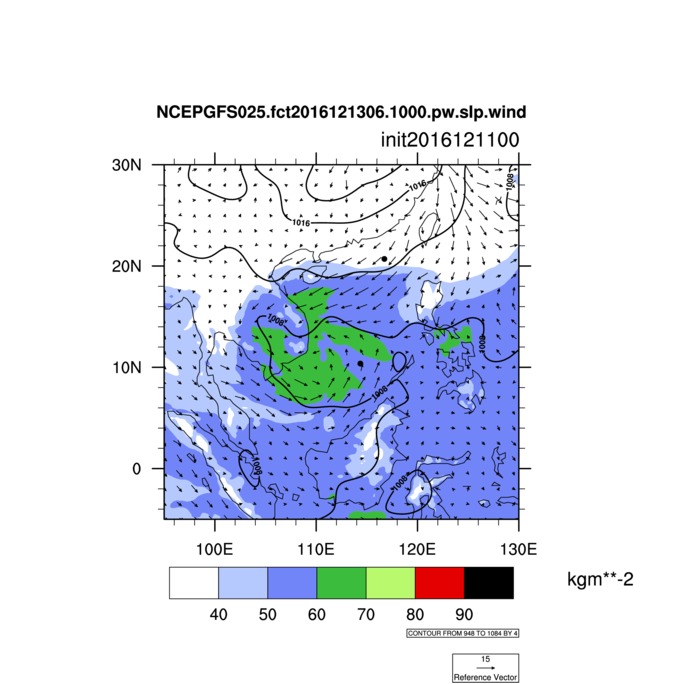 NCEPGFS025.fct2016121306.1000.pw.slp.wind
init2016121100
30N
20N
10N
0
1016
1008
1016
1008
1008
1008
1008
1008
100E 110E 120E 130E
kgm**-2
40 50 60 70 80 90
CONTOUR FROM 948 TO 1084 BY 4
15
Reference Vector